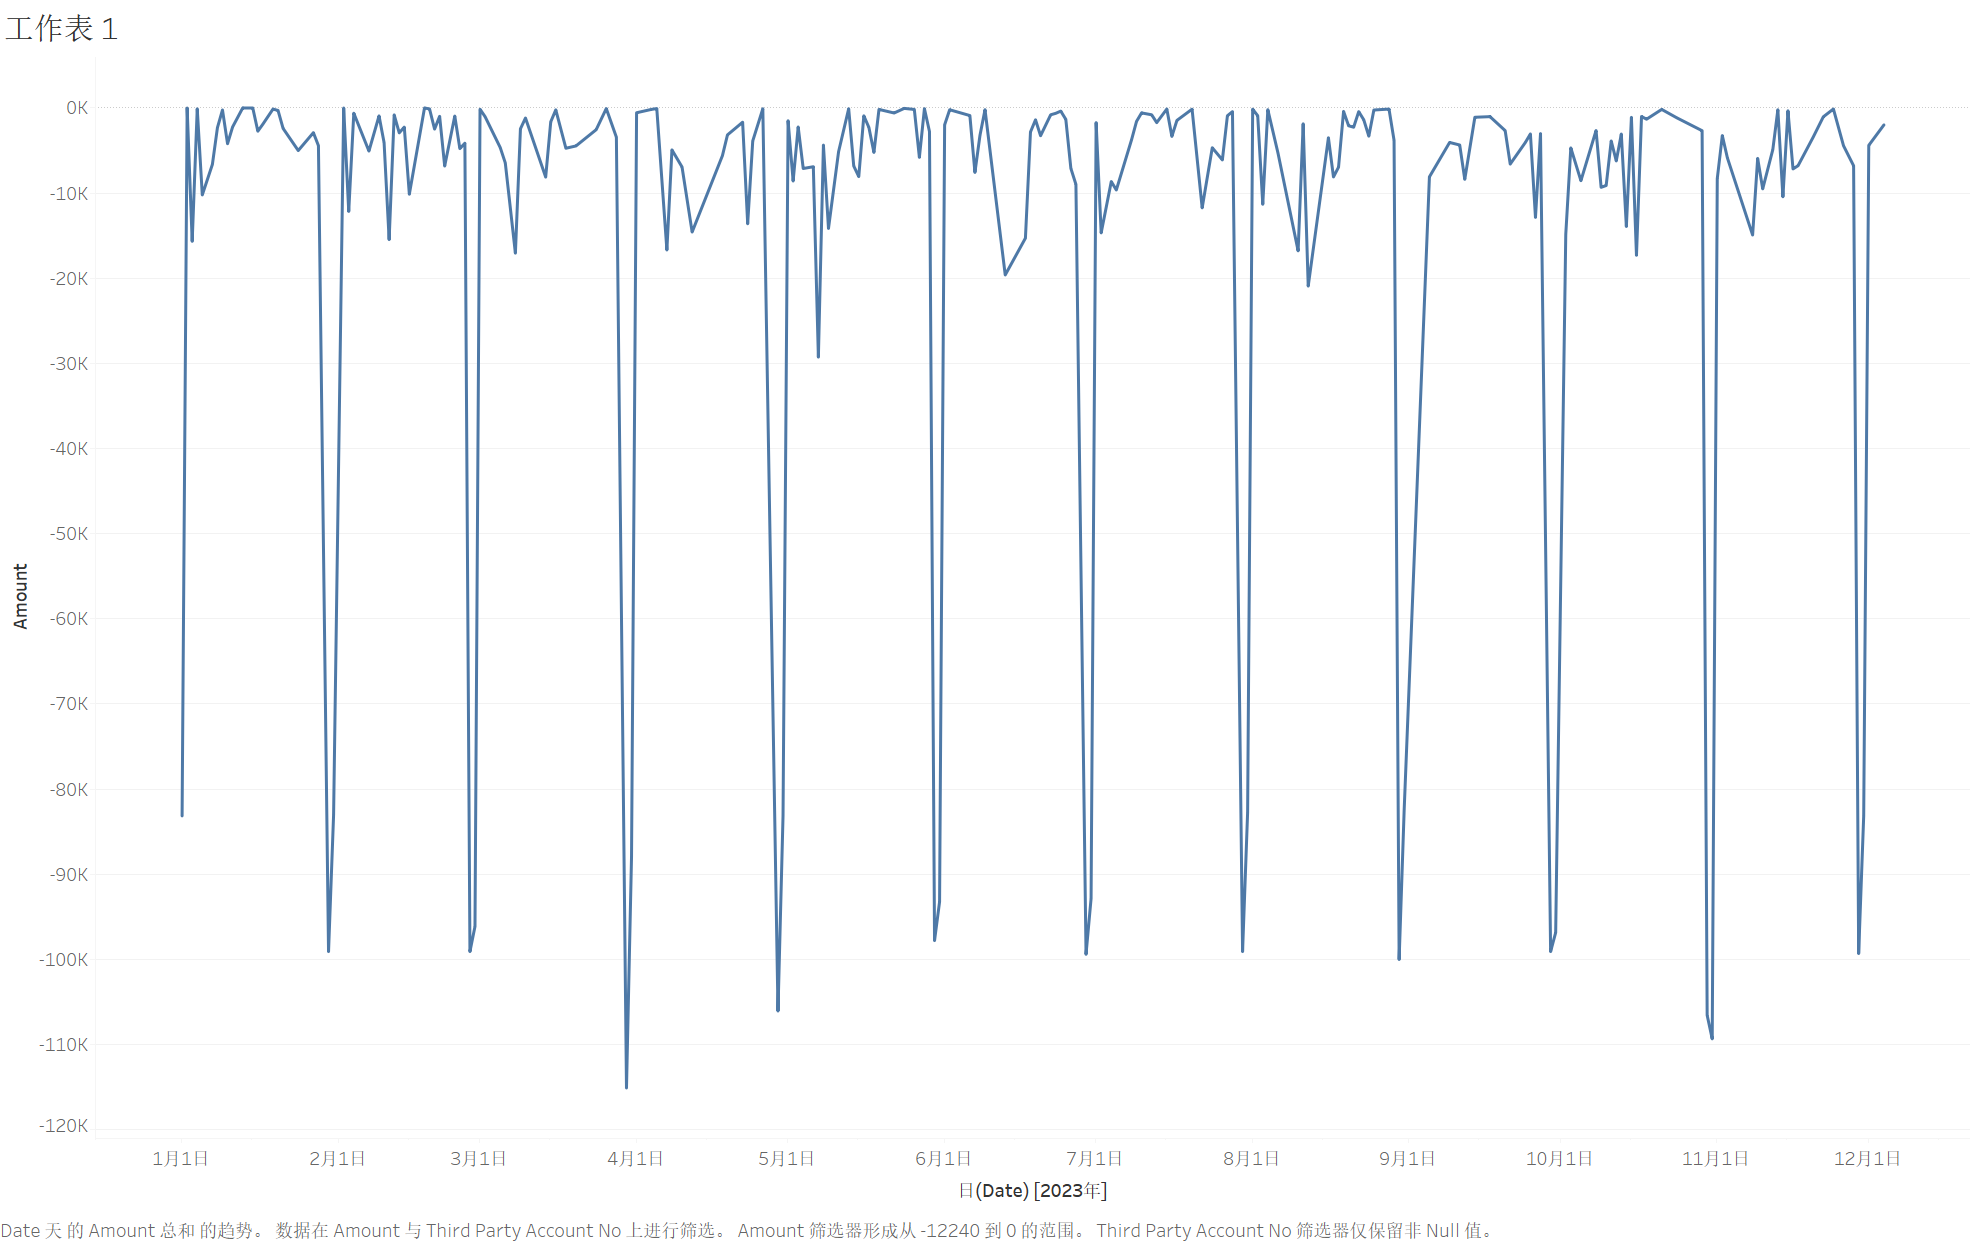 工作表 1
0K
-10K
-20K
-30K
-40K
-50K
-60K
-70K
-80K
-90K
-100K
-110K
-120K
Amount
1月1日 2月1日 3月1日 4月1日 5月1日 6月1日 7月1日 8月1日 9月1日 10月1日 11月1日 12月1日
日(Date) [2023年]
Date 天 的 Amount 总和 的趋势。 数据在 Amount 与 Third Party Account No 上进行筛选。 Amount 筛选器形成从 -12240 到 0 的范围。 Third Party Account No 筛选器仅保留非 Null 值。